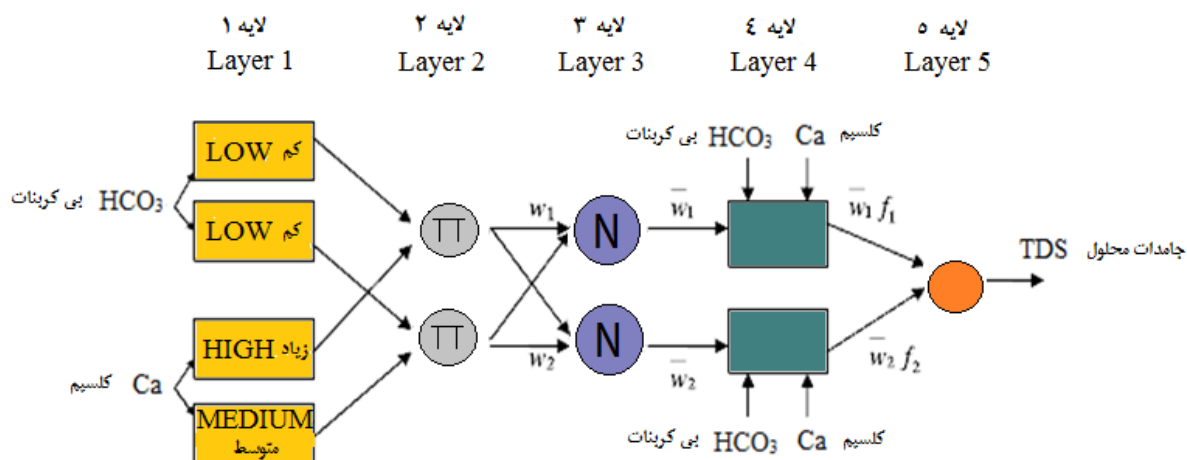 لایه ۱
لایه ۲
لایه ۳
لایه ٤
لایه ٥
Layer 1
Layer 2
Layer 3
Layer 4
Layer 5
LOW کم
بی کربنات HCO₃
LOW کم
HIGH زیاد
کلسیم Ca
MEDIUM
متوسط
TT
TT
w₁
w₂
N
N
w̅₁
w̅₂
بی کربنات HCO₃ Ca کلسیم
w̅₁ f₁
w̅₂ f₂
بی کربنات HCO₃ Ca کلسیم
TDS جامدات محلول